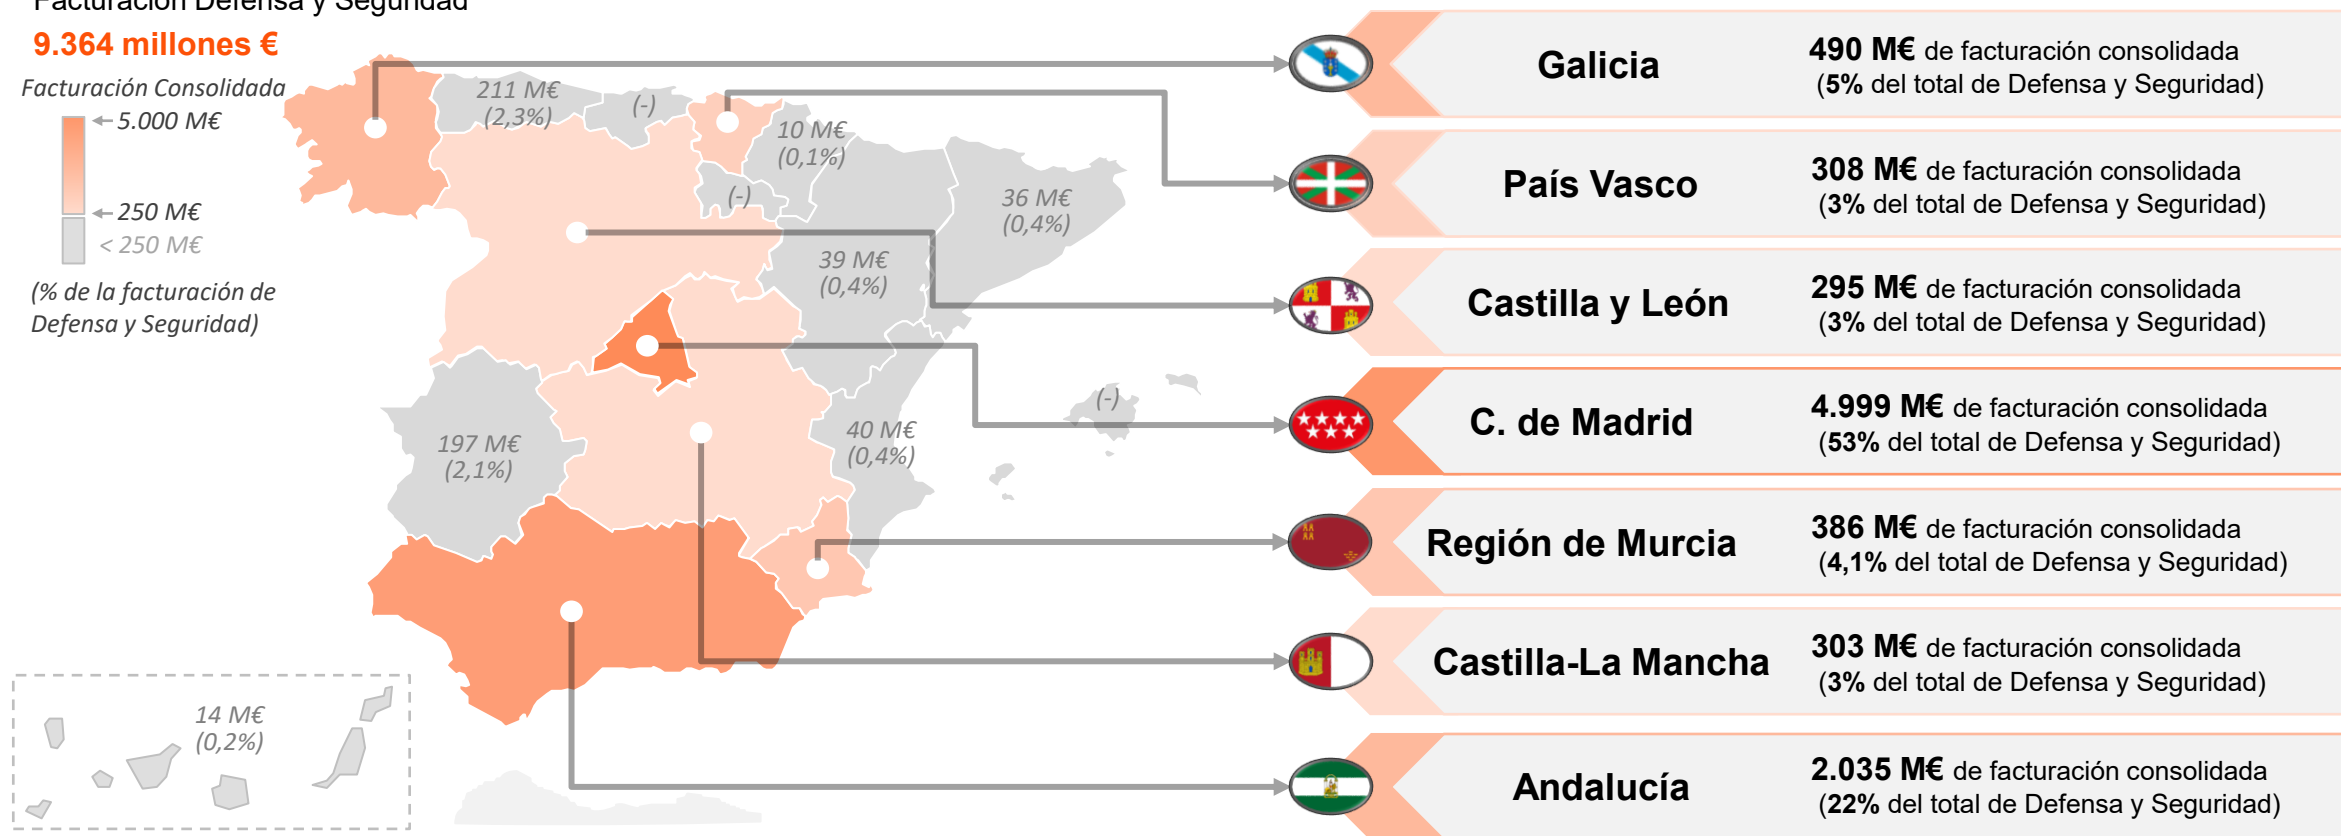 Facturación Defensa y Seguridad
9.364 millones €
Facturación Consolidada
5.000 M€
250 M€
< 250 M€
(% de la facturación de
Defensa y Seguridad)
211 M€
(2,3%)
(-)
10 M€
(0,1%)
(-)
36 M€
(0,4%)
39 M€
(0,4%)
197 M€
(2,1%)
40 M€
(0,4%)
(-)
14 M€
(0,2%)
Galicia
490 M€ de facturación consolidada
(5% del total de Defensa y Seguridad)
País Vasco
308 M€ de facturación consolidada
(3% del total de Defensa y Seguridad)
Castilla y León
295 M€ de facturación consolidada
(3% del total de Defensa y Seguridad)
C. de Madrid
4.999 M€ de facturación consolidada
(53% del total de Defensa y Seguridad)
Región de Murcia
386 M€ de facturación consolidada
(4,1% del total de Defensa y Seguridad)
Castilla-La Mancha
303 M€ de facturación consolidada
(3% del total de Defensa y Seguridad)
Andalucía
2.035 M€ de facturación consolidada
(22% del total de Defensa y Seguridad)